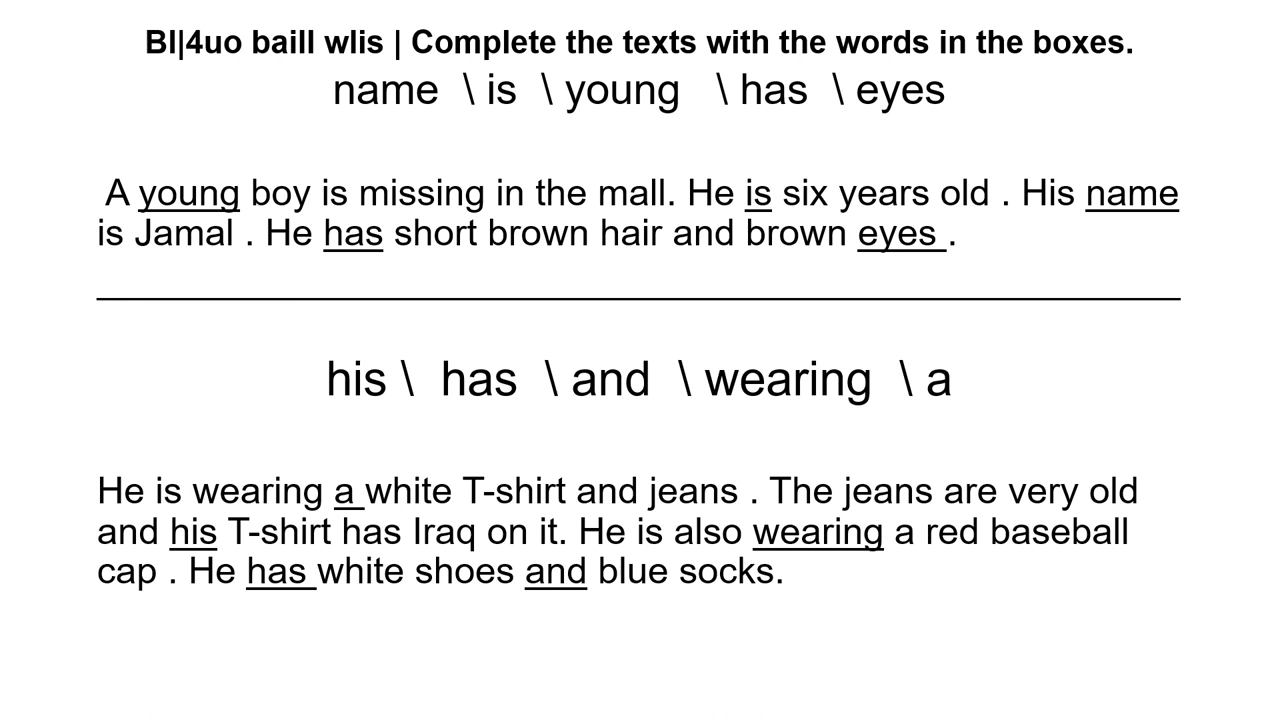 Bl|4uo baill wlis | Complete the texts with the words in the boxes.
name \ is \ young \ has \ eyes
A young boy is missing in the mall. He is six years old . His name
is Jamal . He has short brown hair and brown eyes .
his \ has \ and \ wearing \ a
He is wearing a white T-shirt and jeans . The jeans are very old
and his T-shirt has Iraq on it. He is also wearing a red baseball
cap . He has white shoes and blue socks.